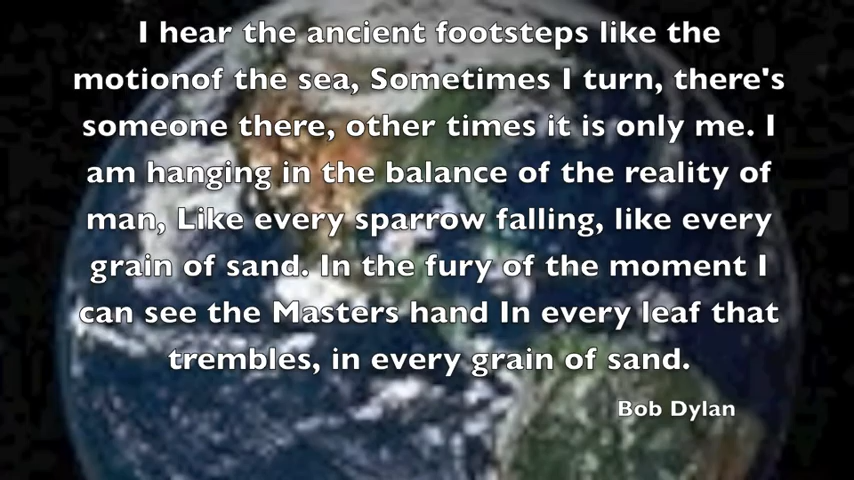 I hear the ancient footsteps like the
motionof the sea, Sometimes I turn, there's
someone there, other times it is only me. I
am hanging in the balance of the reality of
man, Like every sparrow falling, like every
grain of sand. In the fury of the moment I
can see the Masters hand In every leaf that
trembles, in every grain of sand.
Bob Dylan